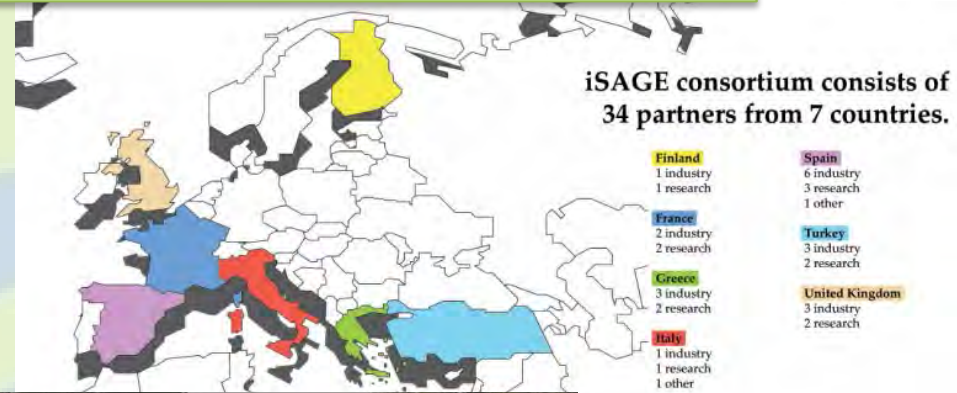 iSAGE consortium consists of
34 partners from 7 countries.
Finland
1 industry
1 research
France
2 industry
2 research
Greece
3 industry
2 research
Italy
1 industry
1 research
1 other
Spain
6 industry
3 research
1 other
Turkey
3 industry
2 research
United Kingdom
3 industry
2 research